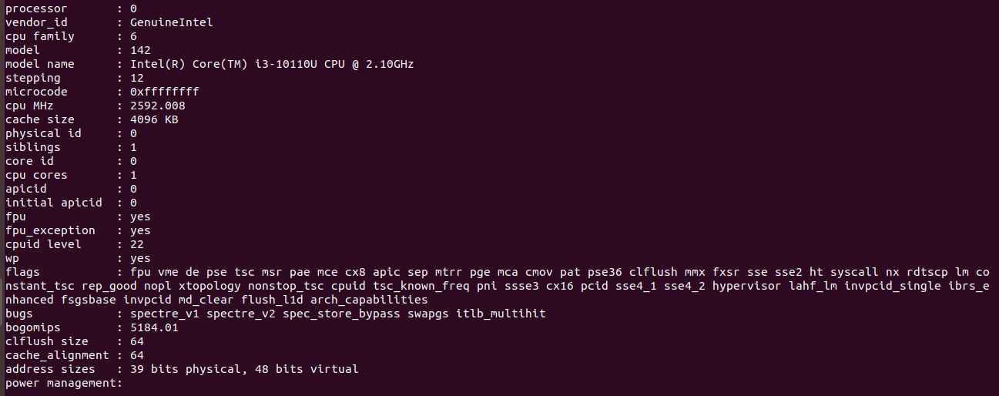 processor       : 0
vendor_id       : GenuineIntel
cpu family      : 6
model           : 142
model name      : Intel(R) Core(TM) i3-10110U CPU @ 2.10GHz
stepping        : 12
microcode       : 0xffffffff
cpu MHz         : 2592.008
cache size      : 4096 KB
physical id     : 0
siblings        : 1
core id         : 0
cpu cores       : 1
apicid          : 0
initial apicid  : 0
fpu             : yes
fpu_exception   : yes
cpuid level     : 22
wp              : yes
flags           : fpu vme de pse tsc msr pae mce cx8 apic sep mtrr pge mca cmov pat pse36 clflush mmx fxsr sse sse2 ht syscall nx rdtscp lm co
nstant_tsc rep_good nopl xtopology nonstop_tsc cpuid tsc_known_freq pni ssse3 cx16 pcid sse4_1 sse4_2 hypervisor lahf_lm invpcid_single ibrs_e
nhanced fsgsbase invpcid md_clear flush_l1d arch_capabilities
bugs            : spectre_v1 spectre_v2 spec_store_bypass swapgs itlb_multihit
bogomips        : 5184.01
clflush size    : 64
cache_alignment : 64
address sizes   : 39 bits physical, 48 bits virtual
power management: